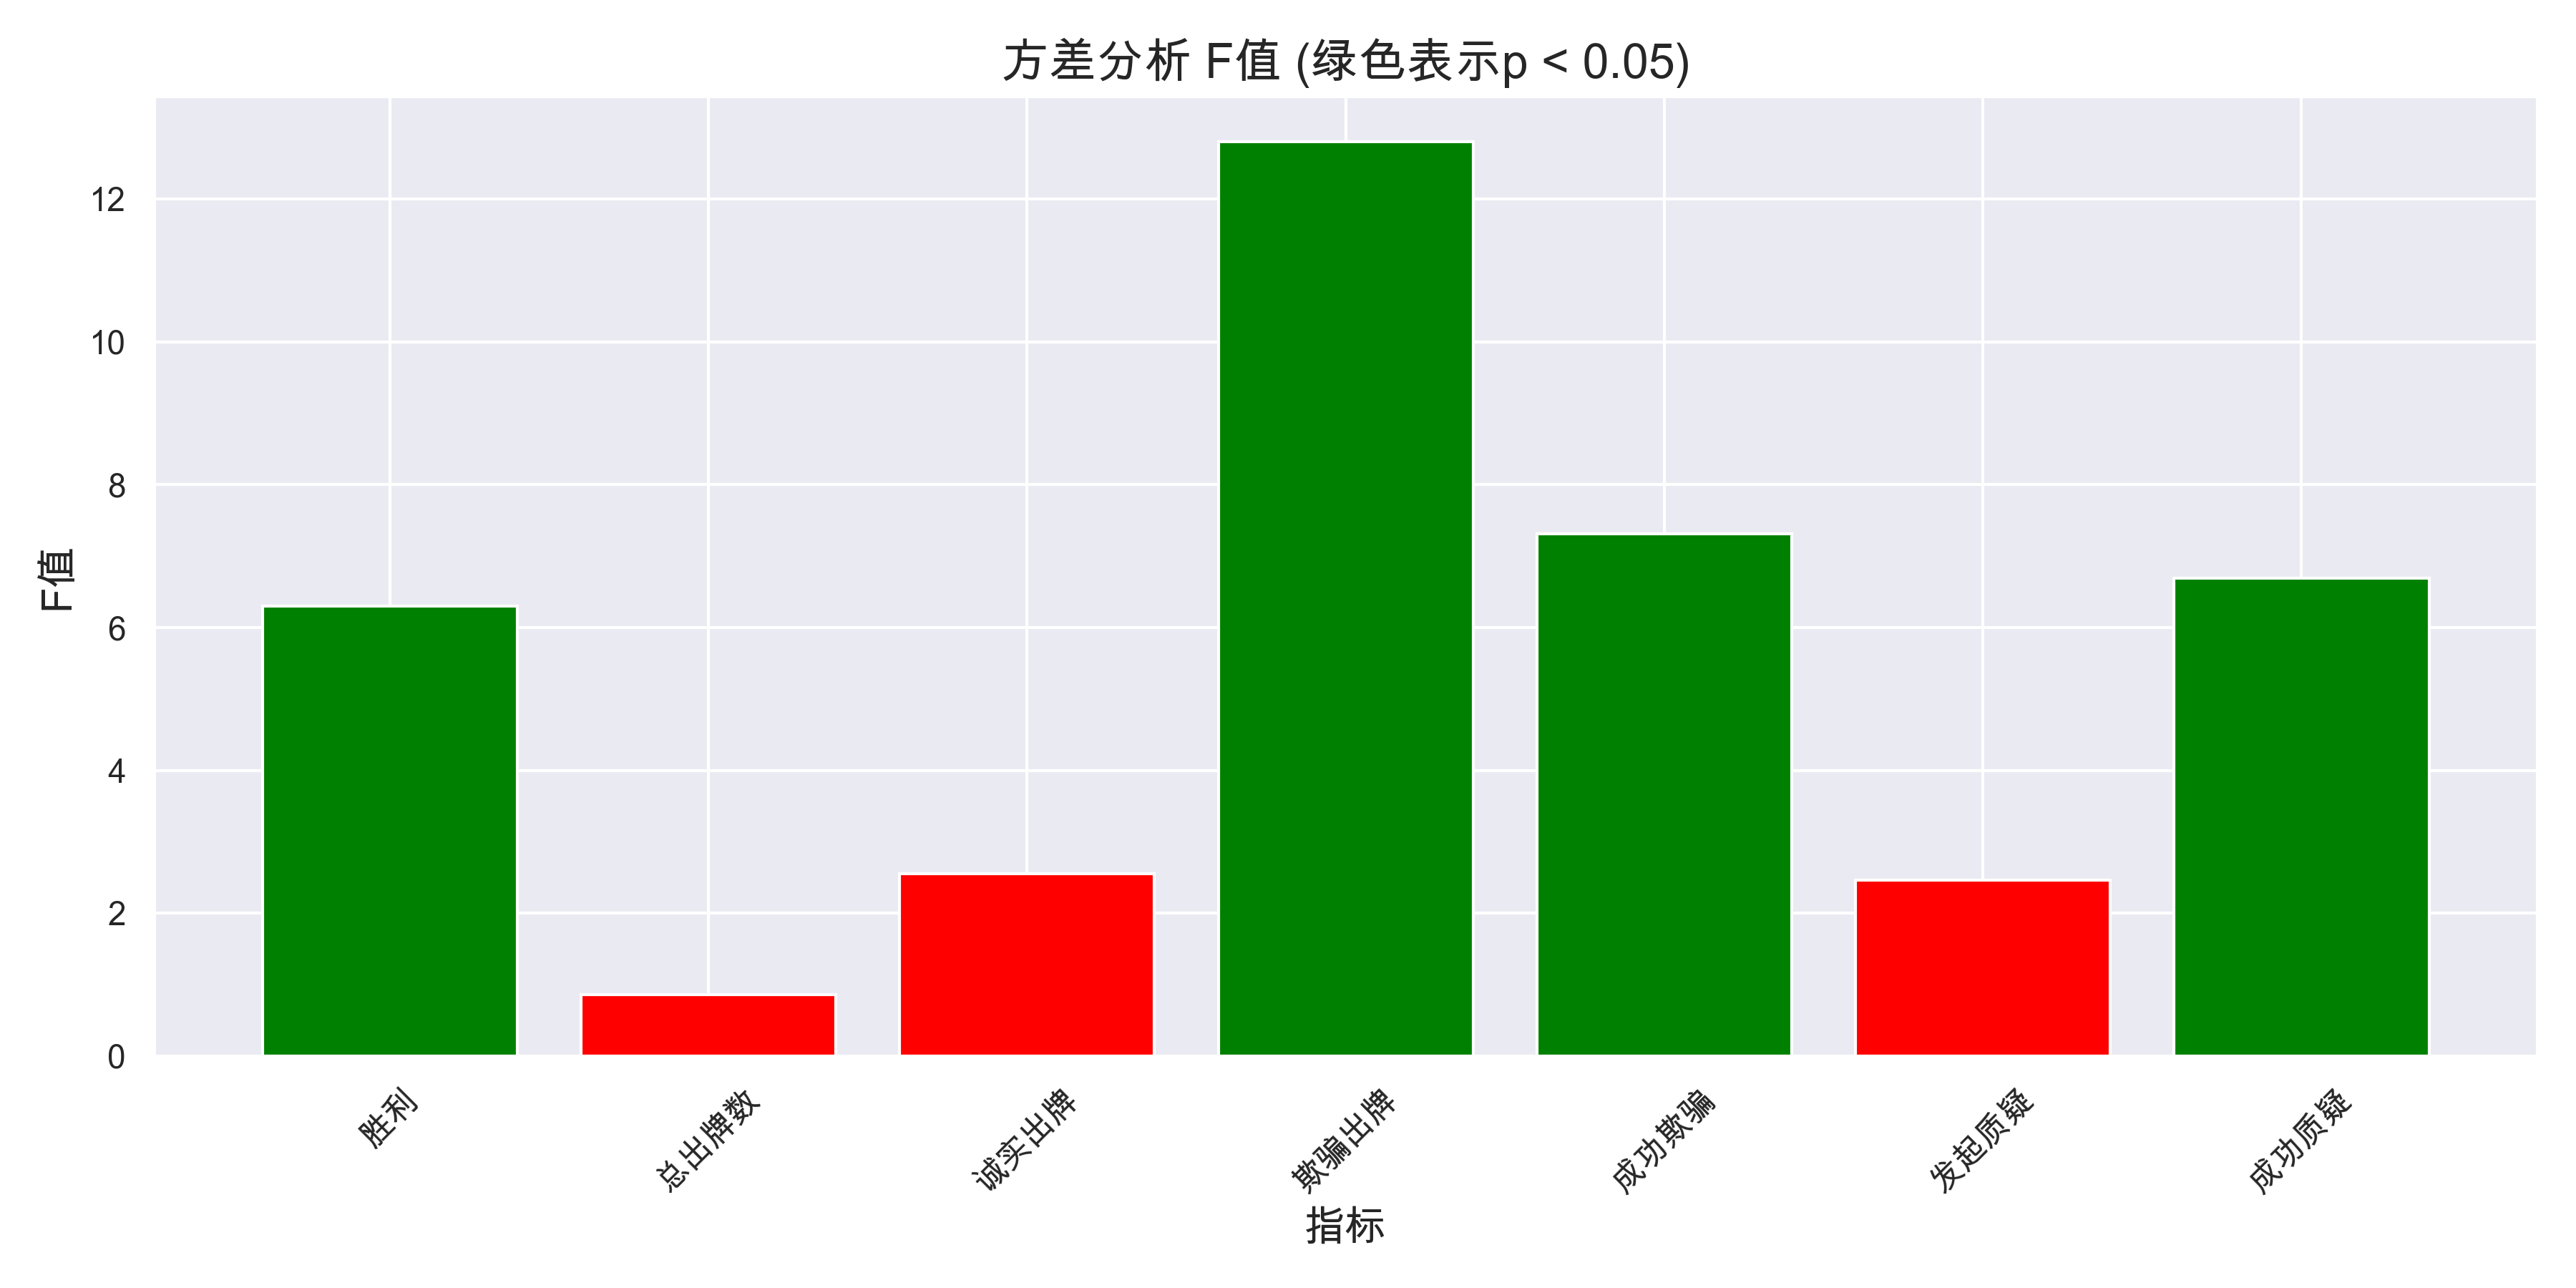 方差分析 F值 (绿色表示p < 0.05)
F值
12
10
8
6
4
2
0
胜利
总出牌数
诚实出牌
欺骗出牌
成功欺骗
发起质疑
成功质疑
指标